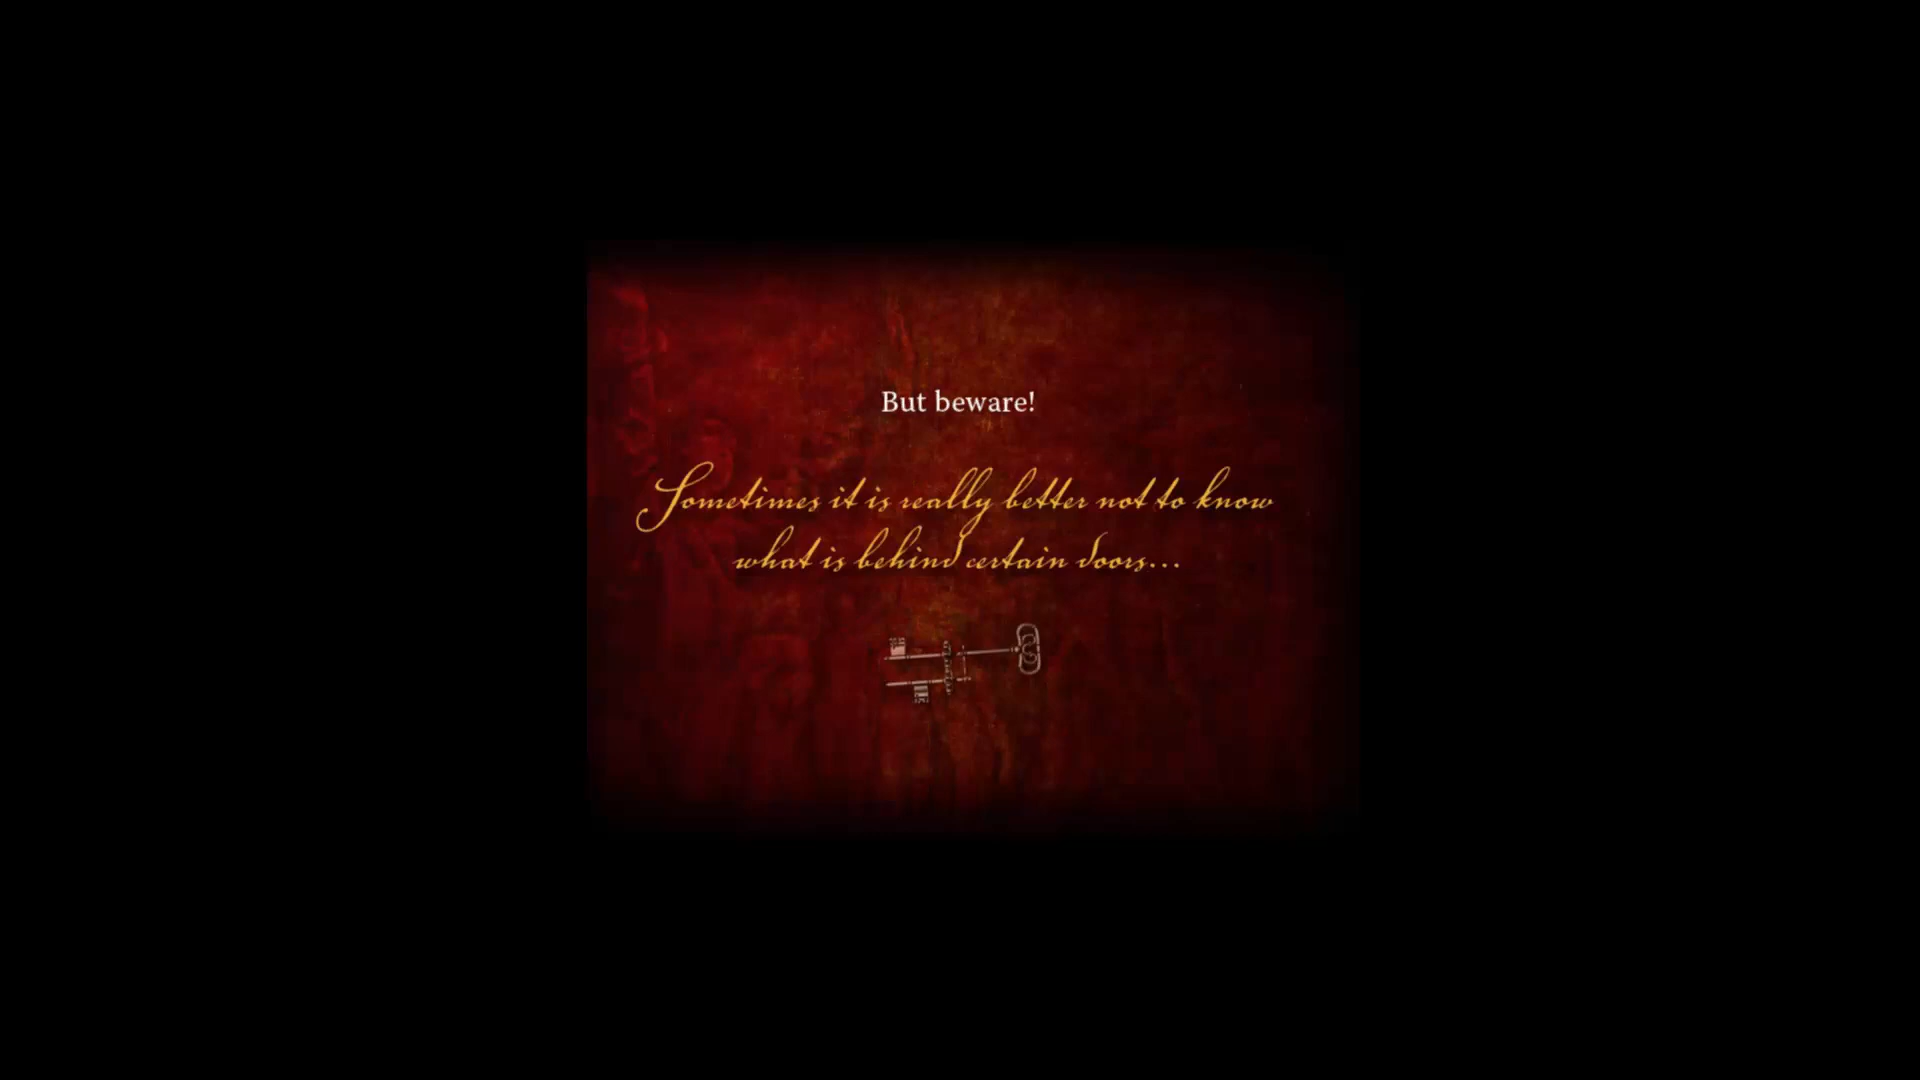 But beware!
Sometimes it is really better not to know
what is behind certain doors...